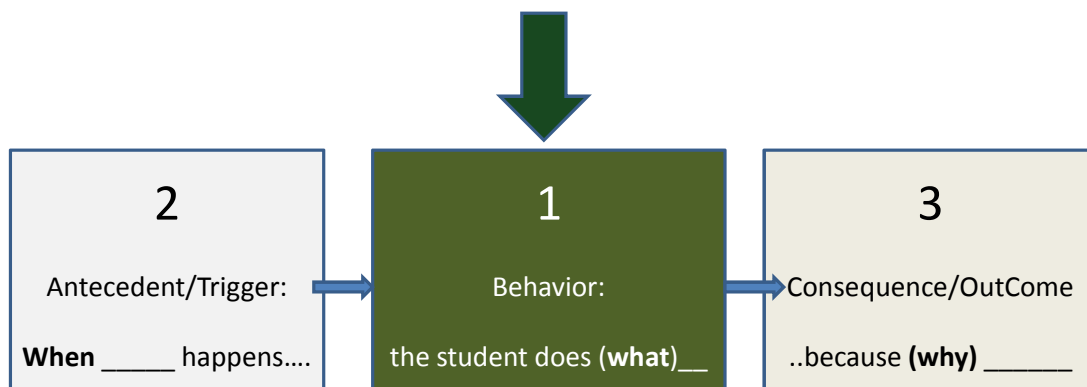 2
Antecedent/Trigger:
When _____ happens....
1
Behavior:
the student does (what)__
3
Consequence/OutCome
..because (why) ______